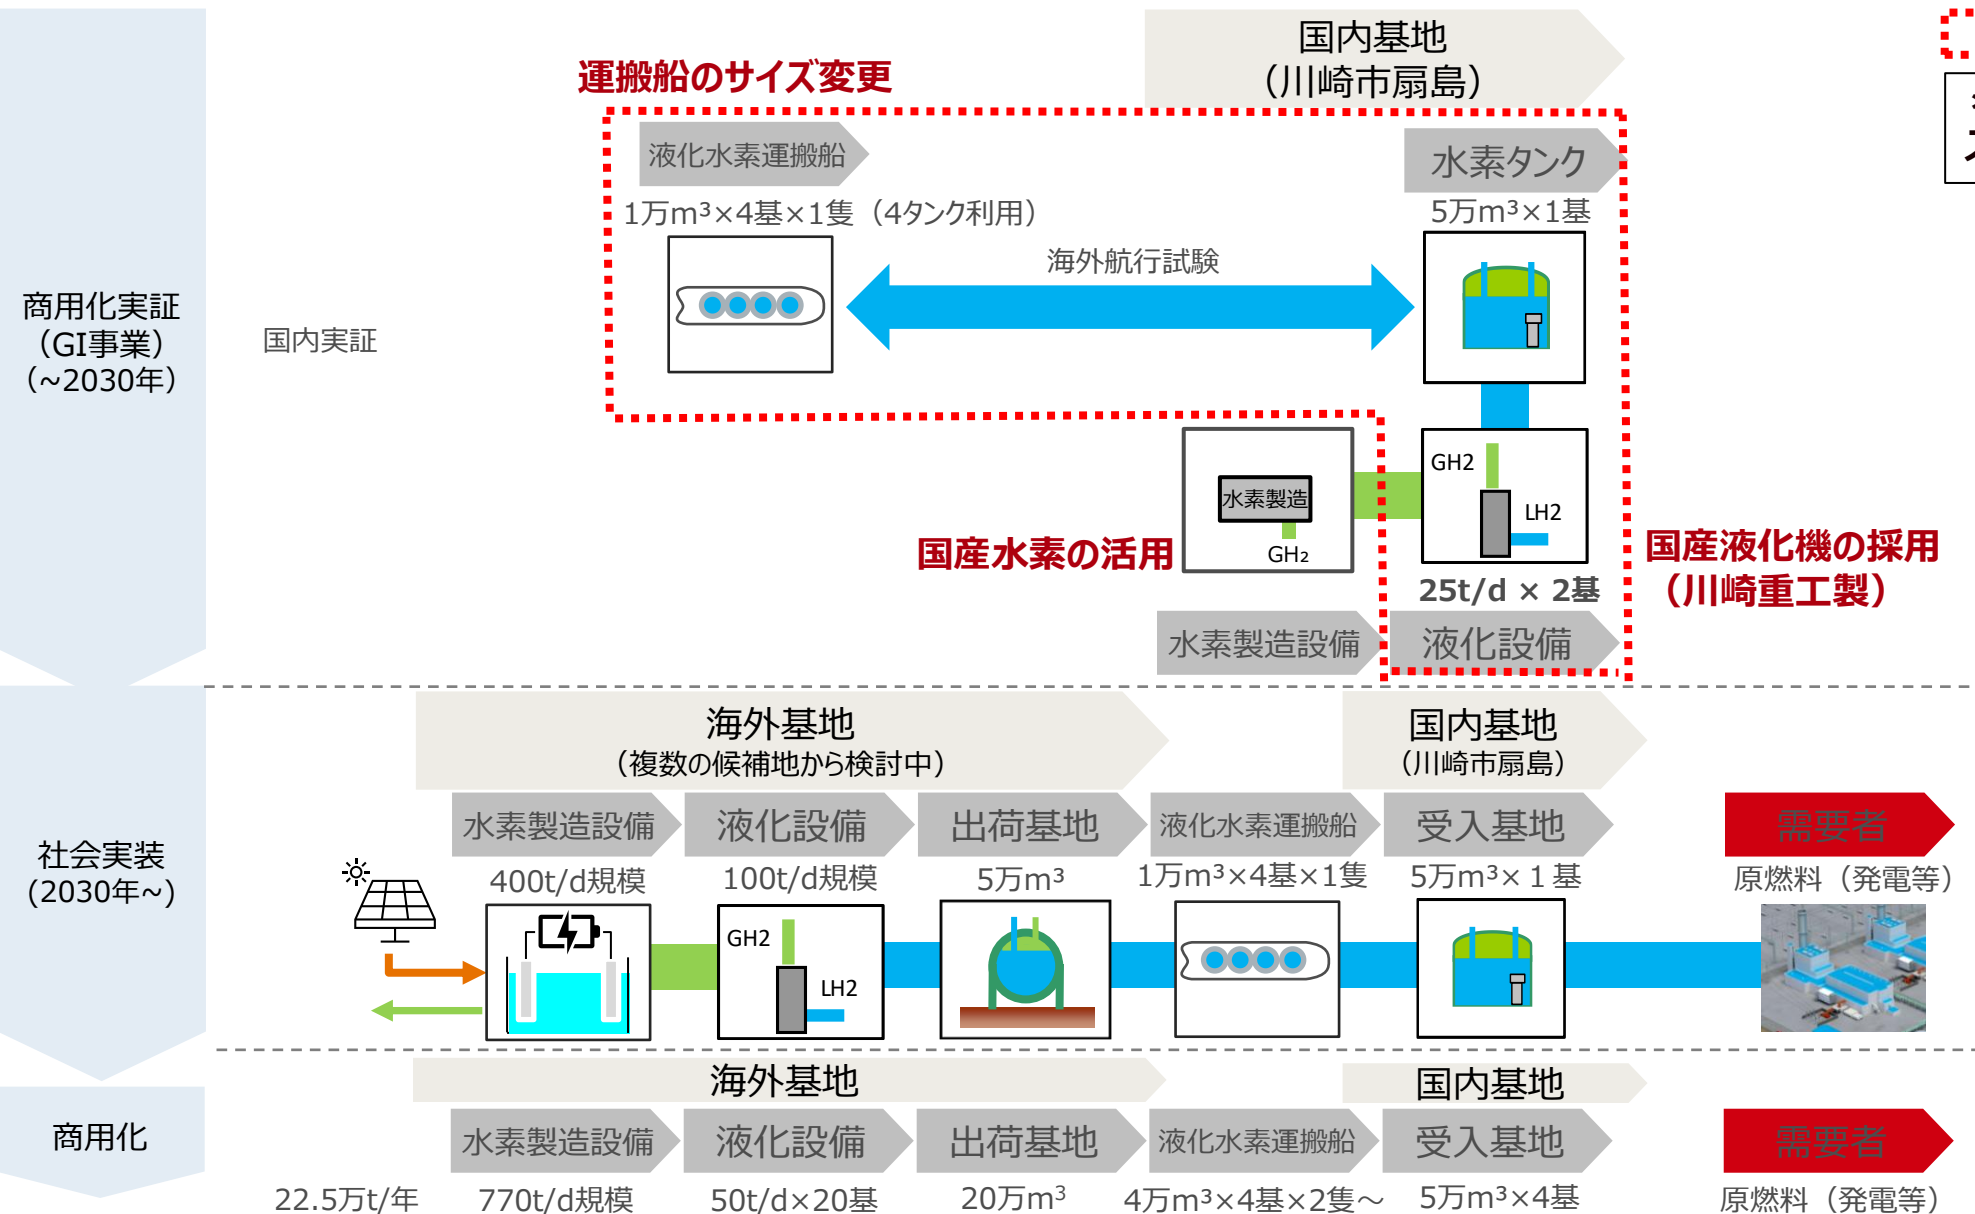 国内基地
（川崎市扇島）
運搬船のサイズ変更
液化水素運搬船
水素タンク
1万m³×4基×1隻（4タンク利用）
5万m³×1基
海外航行試験
商用化実証
（GI事業）
（~2030年）
国内実証
GH2
LH2
水素製造
GH₂
国産水素の活用
国産液化機の採用
（川崎重工製）
25t/d × 2基
水素製造設備
液化設備
海外基地
（複数の候補地から検討中）
国内基地
（川崎市扇島）
社会実装
(2030年~)
水素製造設備
液化設備
出荷基地
液化水素運搬船
受入基地
需要者
400t/d規模
100t/d規模
5万m³
1万m³×4基×1隻
5万m³×１基
原燃料（発電等）
GH2
LH2
海外基地
国内基地
商用化
水素製造設備
液化設備
出荷基地
液化水素運搬船
受入基地
需要者
22.5万t/年
770t/d規模
50t/d×20基
20万m³
4万m³×4基×2隻～
5万m³×4基
原燃料（発電等）